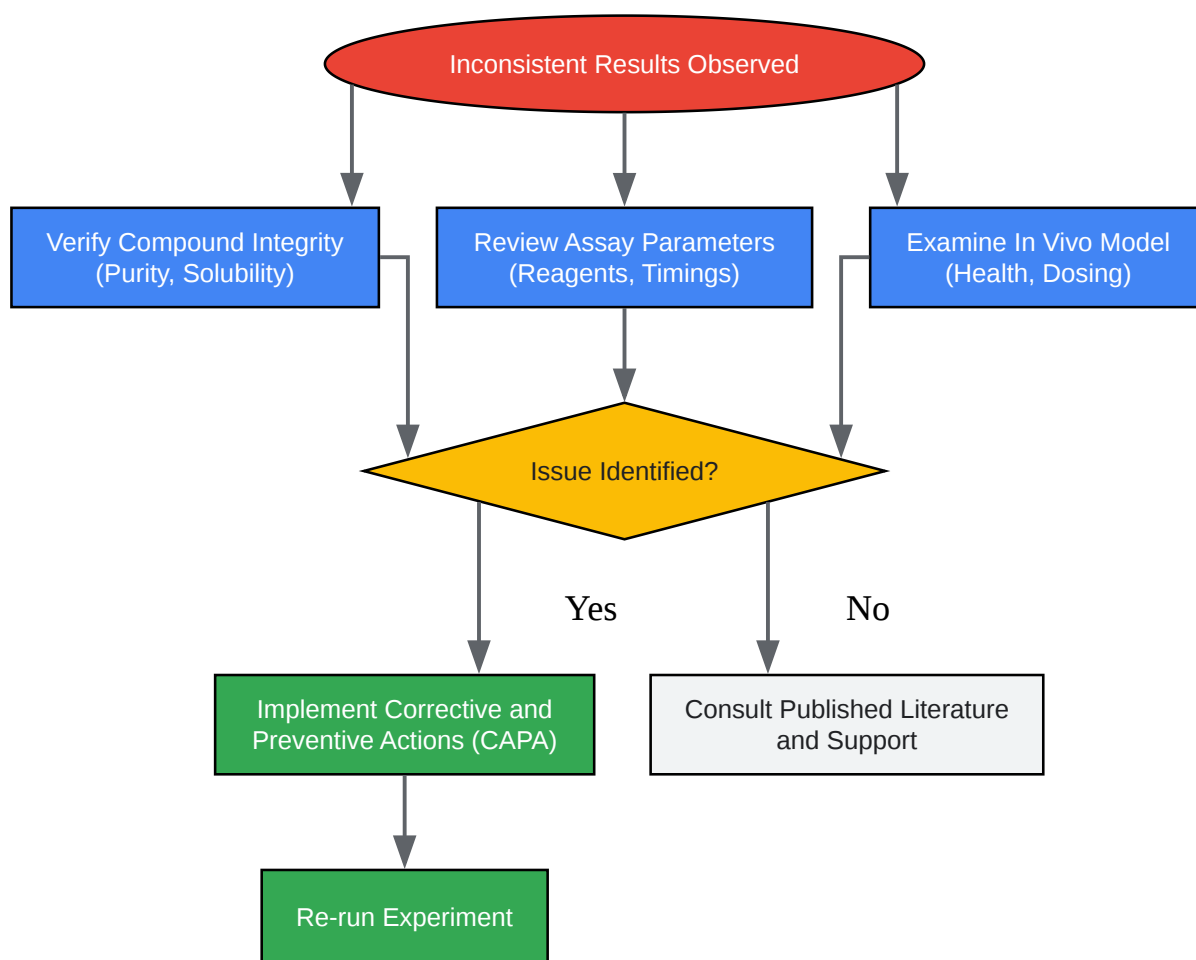 Inconsistent Results Observed
Verify Compound Integrity
(Purity, Solubility)
Review Assay Parameters
(Reagents, Timings)
Examine In Vivo Model
(Health, Dosing)
Issue Identified?
Yes
No
Implement Corrective and
Preventive Actions (CAPA)
Consult Published Literature
and Support
Re-run Experiment